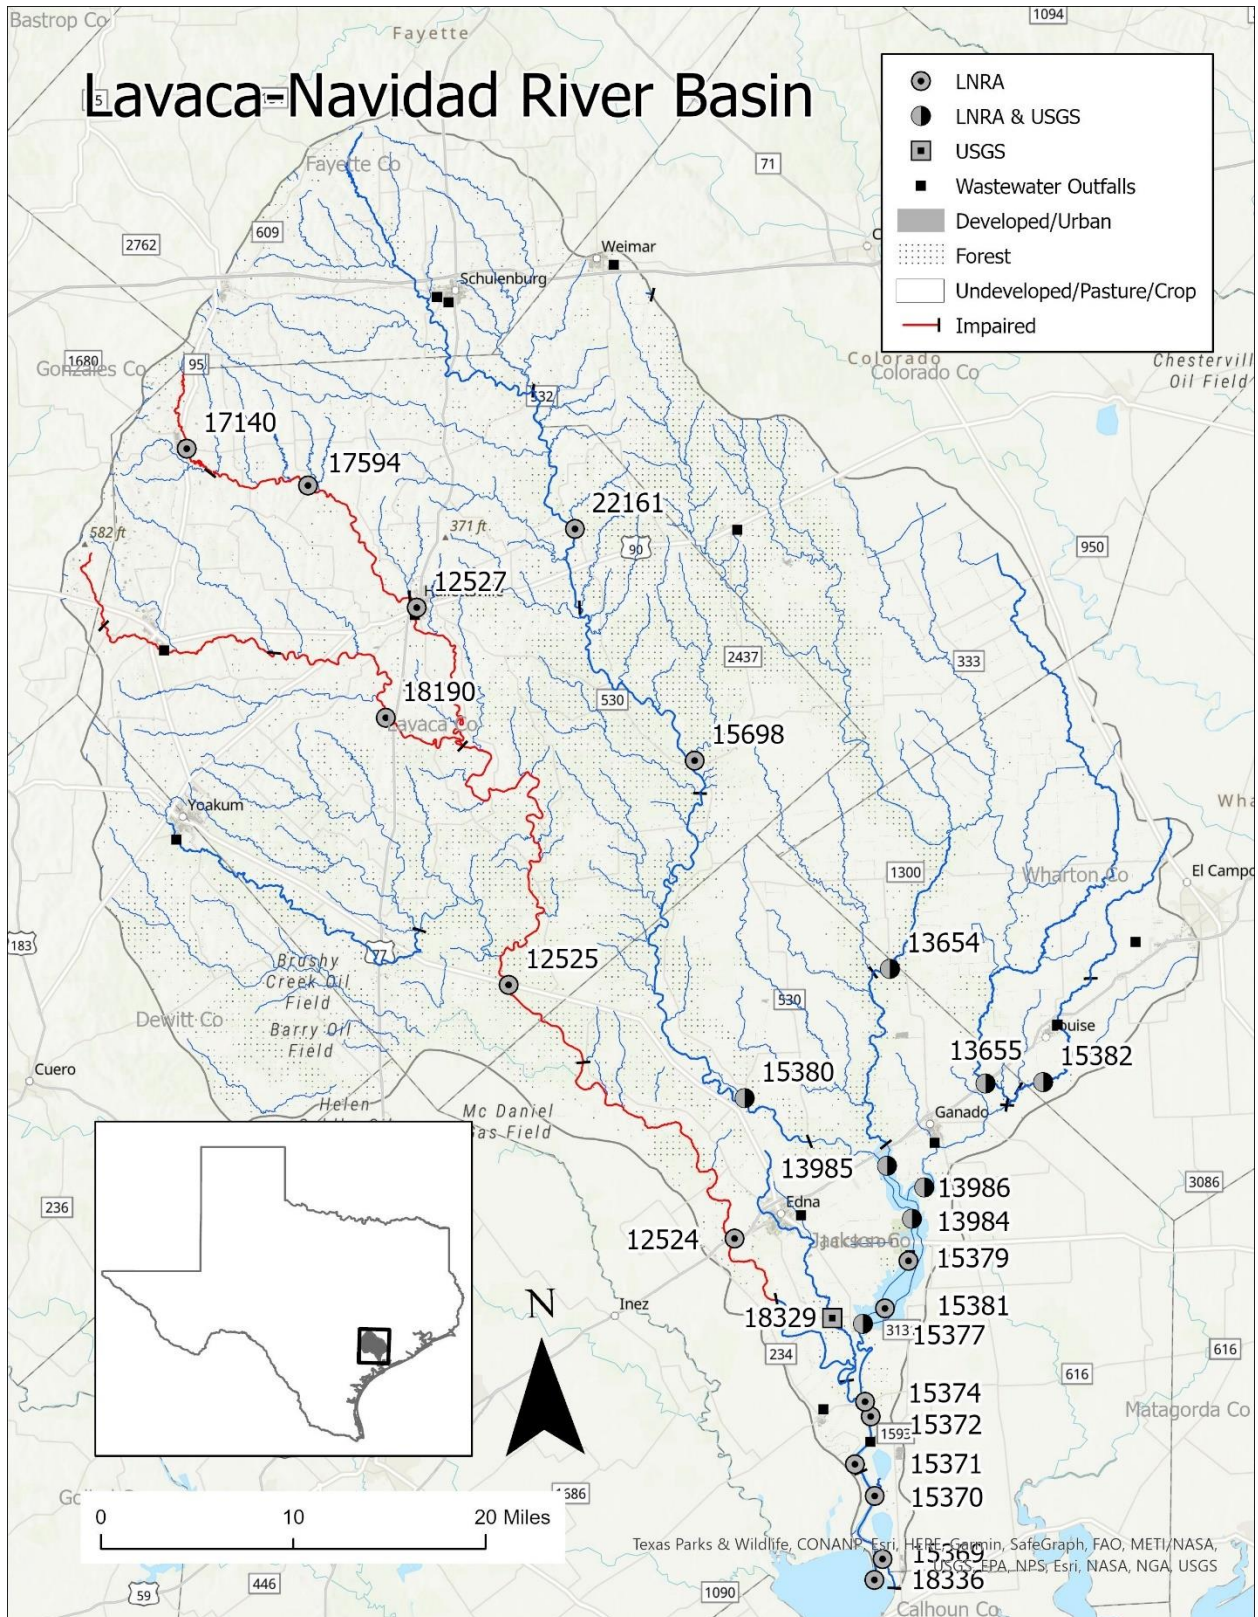 Bastrop Co
1094
Fayette
LNRA
LNRA & USGS
USGS
Wastewater Outfalls
Developed/Urban
Forest
Undeveloped/Pasture/Crop
Impaired
Lavaca-Navidad River Basin
71
Fayette Co
609
2762
Weimar
Schulenburg
1680
95
Gonzales Co
Colorado
Colorado Co
Chesterville
Oil Field
532
17140
17594
22161
371 ft
582 ft
90
950
12527
2437
333
18190
Lavaca Co
530
15698
Yoakum
1300
Wharton Co
El Campo
183
77
13654
12525
Brushy
Creek Oil
Field
530
Dewitt Co
Barry Oil
Field
13655
15382
Cuero
15380
Helen
Mc Daniel
Gas Field
Ganado
13985
13986
3086
236
Edna
13984
12524
Jackson Co
15379
N
Inez
15381
18329
3131
15377
234
616
616
15374
Matagorda Co
15372
1593
15371
1686
15370
0
10
20 Miles
Texas Parks & Wildlife, CONANP, Esri, HERE, Garmin, SafeGraph, FAO, METI/NASA,
USGS, EPA, NPS, Esri, NASA, NGA, USGS
15369
18336
446
59
1090
Calhoun Co